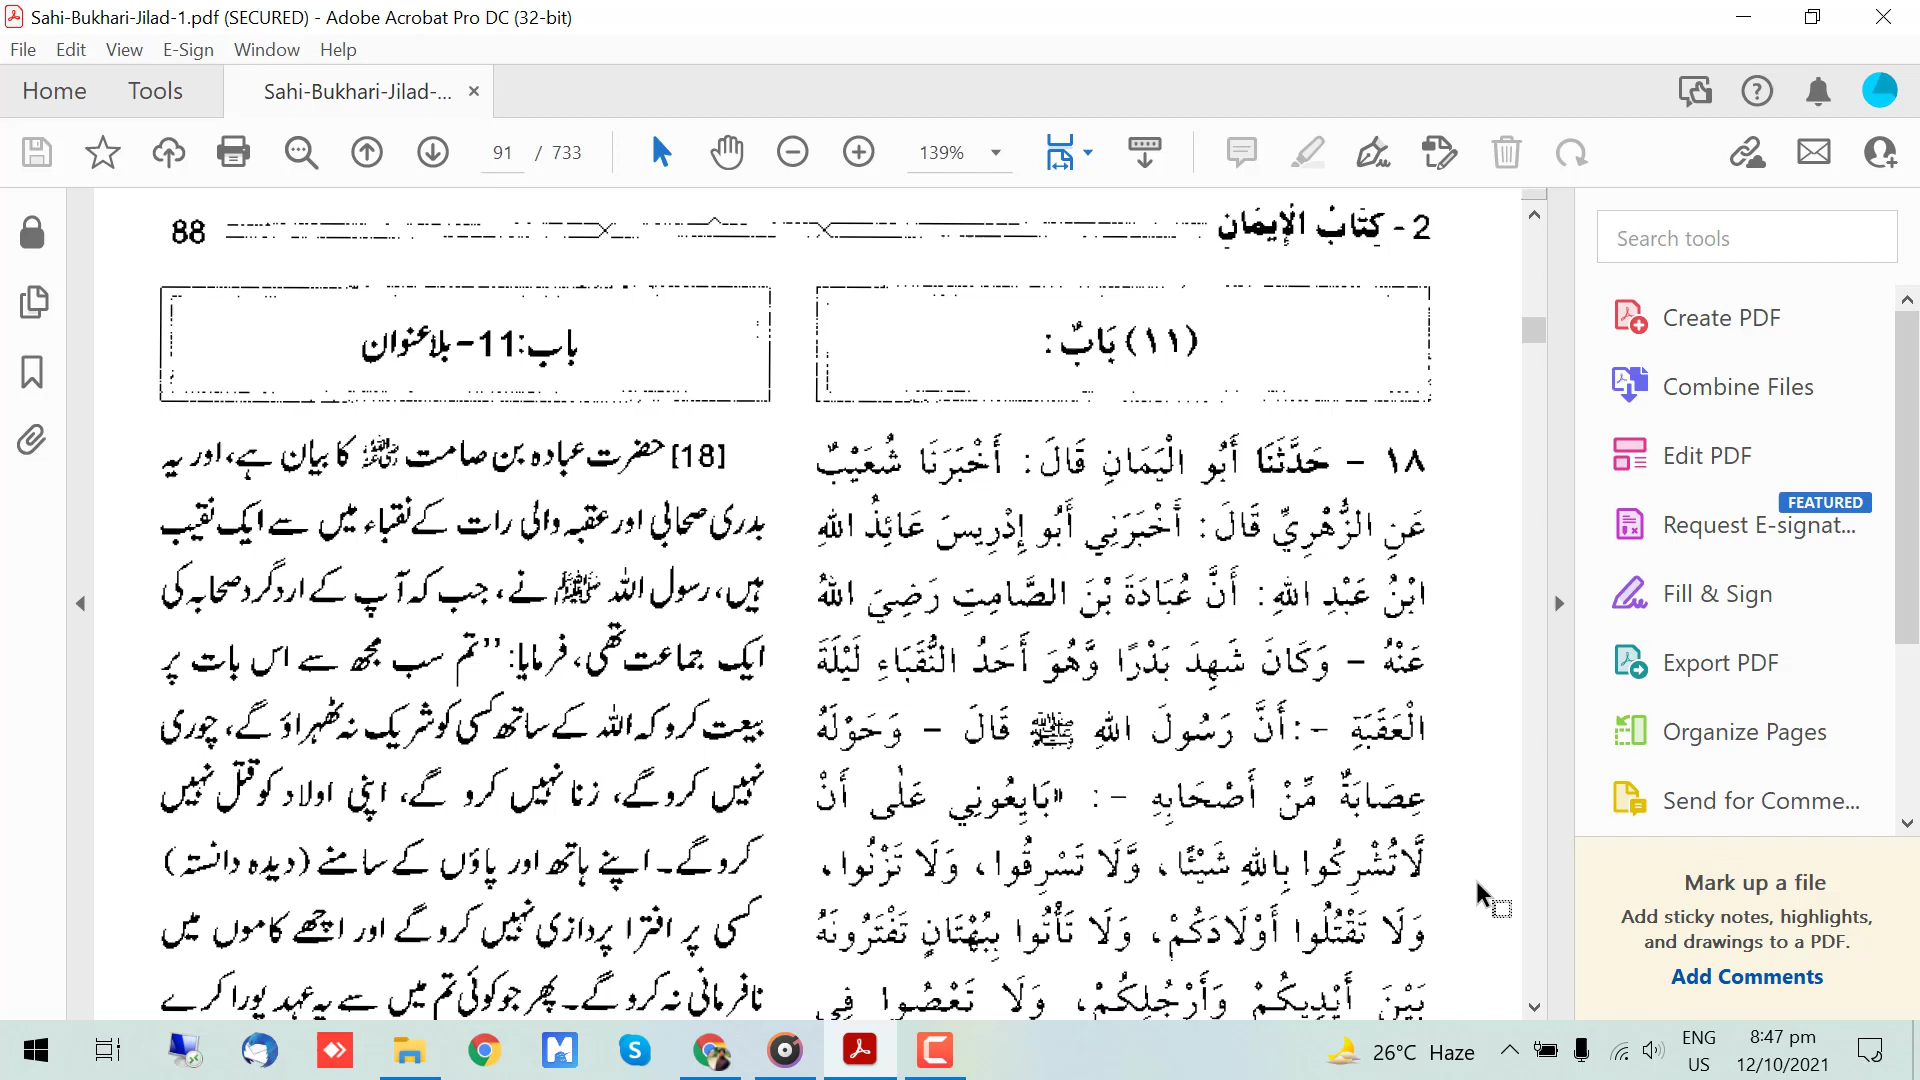 Sahi-Bukhari-Jilad-1.pdf (SECURED) - Adobe Acrobat Pro DC (32-bit)
File Edit View E-Sign Window Help
Home Tools Sahi-Bukhari-Jilad-... ×
91 / 733 139%
2 - كِتَابُ الْإِيمَانِ 88
(١١) بَابٌ :
١٨ - حَدَّثَنَا أَبُو الْيَمَانِ قَالَ: أَخْبَرَنَا شُعَيْبٌ
عَنِ الزُّهْرِيِّ قَالَ: أَخْبَرَنِي أَبُو إِدْرِيسَ عَائِذُ اللهِ
ابْنُ عَبْدِ اللهِ: أَنَّ عُبَادَةَ بْنَ الصَّامِتِ رَضِيَ اللهُ
عَنْهُ - وَكَانَ شَهِدَ بَدْرًا وَّهُوَ أَحَدُ النُّقَبَاءِ لَيْلَةَ
الْعَقَبَةِ -: أَنَّ رَسُولَ اللهِ ﷺ قَالَ - وَحَوْلَهُ
عِصَابَةٌ مِّنْ أَصْحَابِهِ -: «بَايِعُونِي عَلٰى أَنْ
لَّا تُشْرِكُوا بِاللهِ شَيْئًا، وَّلَا تَسْرِقُوا، وَلَا تَزْنُوا،
وَلَا تَقْتُلُوا أَوْلَادَكُمْ، وَلَا تَأْتُوا بِبُهْتَانٍ تَفْتَرُونَهُ
بَيْنَ أَيْدِيكُمْ وَأَرْجُلِكُمْ، وَلَا تَعْصُوا فِي
باب:11- بلا عنوان
[18] حضرت عبادہ بن صامت ؓ کا بیان ہے، اور یہ
بدری صحابی اور عقبہ والی رات کے نقباء میں سے ایک نقیب
ہیں، رسول اللہ ﷺ نے، جب کہ آپ کے ارد گرد صحابہ کی
ایک جماعت تھی، فرمایا: ’’تم سب مجھ سے اس بات پر
بیعت کرو کہ اللہ کے ساتھ کسی کو شریک نہ ٹھہراؤ گے، چوری
نہیں کرو گے، زنا نہیں کرو گے، اپنی اولاد کو قتل نہیں
کرو گے۔ اپنے ہاتھ اور پاؤں کے سامنے (دیدہ دانستہ)
کسی پر افترا پردازی نہیں کرو گے اور اچھے کاموں میں
نافرمانی نہ کرو گے۔ پھر جو کوئی تم میں سے یہ عہد پورا کرے
Search tools
Create PDF
Combine Files
Edit PDF
FEATURED
Request E-signat...
Fill & Sign
Export PDF
Organize Pages
Send for Comme...
Mark up a file
Add sticky notes, highlights,
and drawings to a PDF.
Add Comments
26°C Haze
ENG
US
8:47 pm
12/10/2021